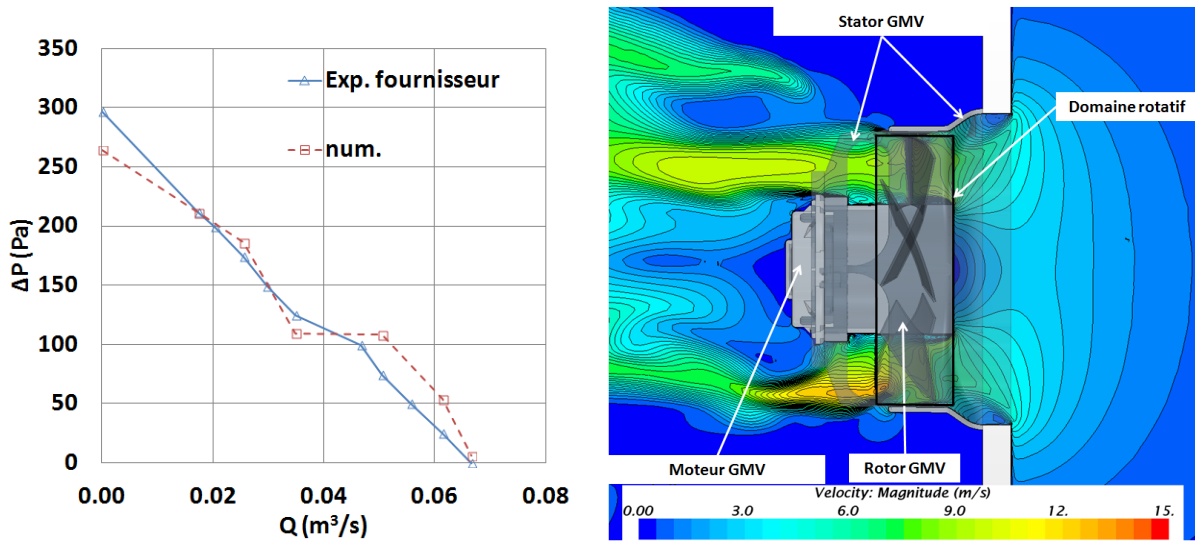 350
300
250
200
150
100
50
0
ΔP (Pa)
Exp. fournisseur
num.
0.00 0.02 0.04 0.06 0.08
Q (m³/s)
Stator GMV
Domaine rotatif
Moteur GMV
Rotor GMV
Velocity: Magnitude (m/s)
0.00 3.0 6.0 9.0 12. 15.